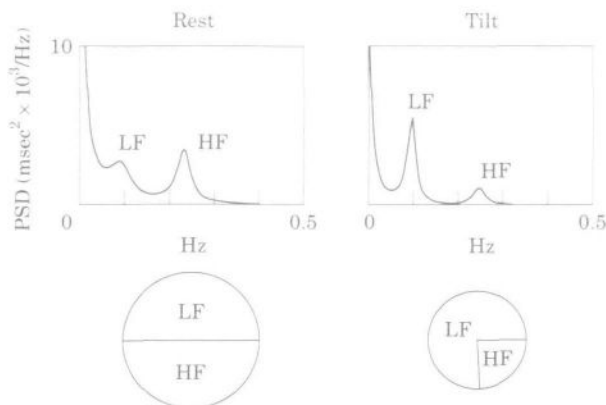 Rest
Tilt
PSD (msec² × 10³/Hz)
10
LF
HF
0
0.5
Hz
LF
HF
0
0.5
Hz
LF
HF
LF
HF